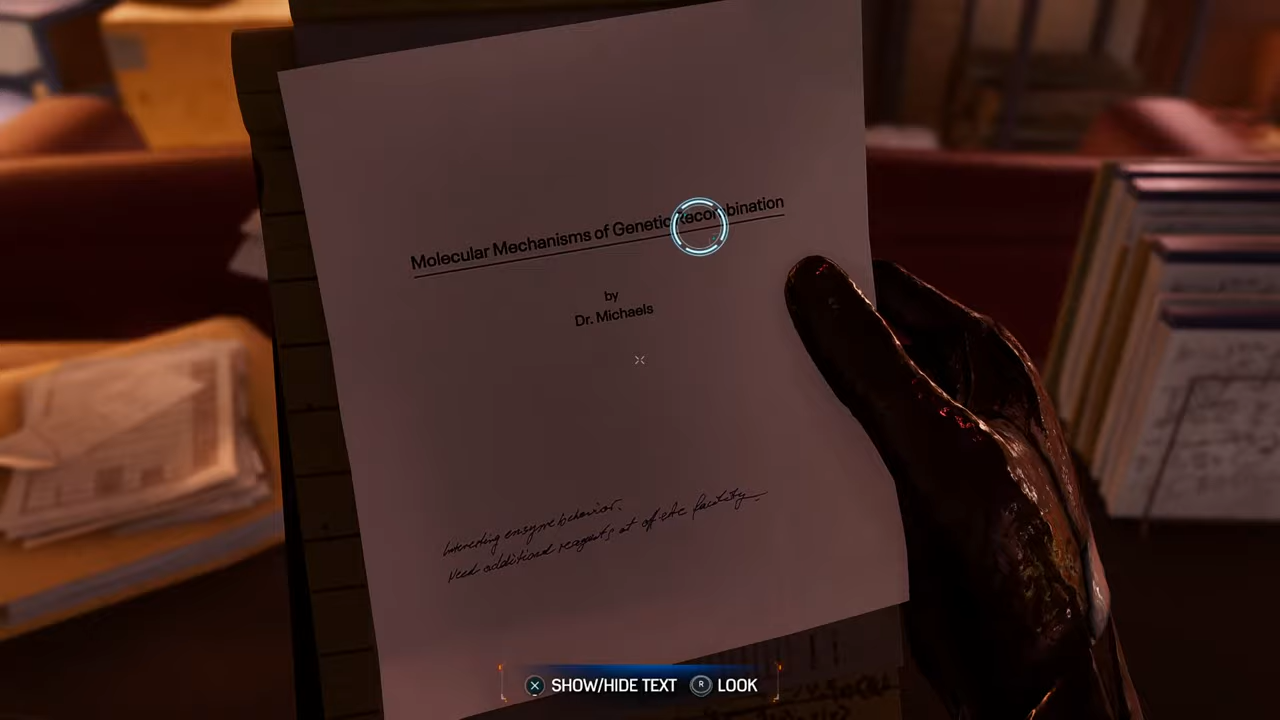 Molecular Mechanisms of Genetic Recombination
by
Dr. Michaels
Interesting enzyme behavior.
Need additional reagents at off-site facility
SHOW/HIDE TEXT R LOOK